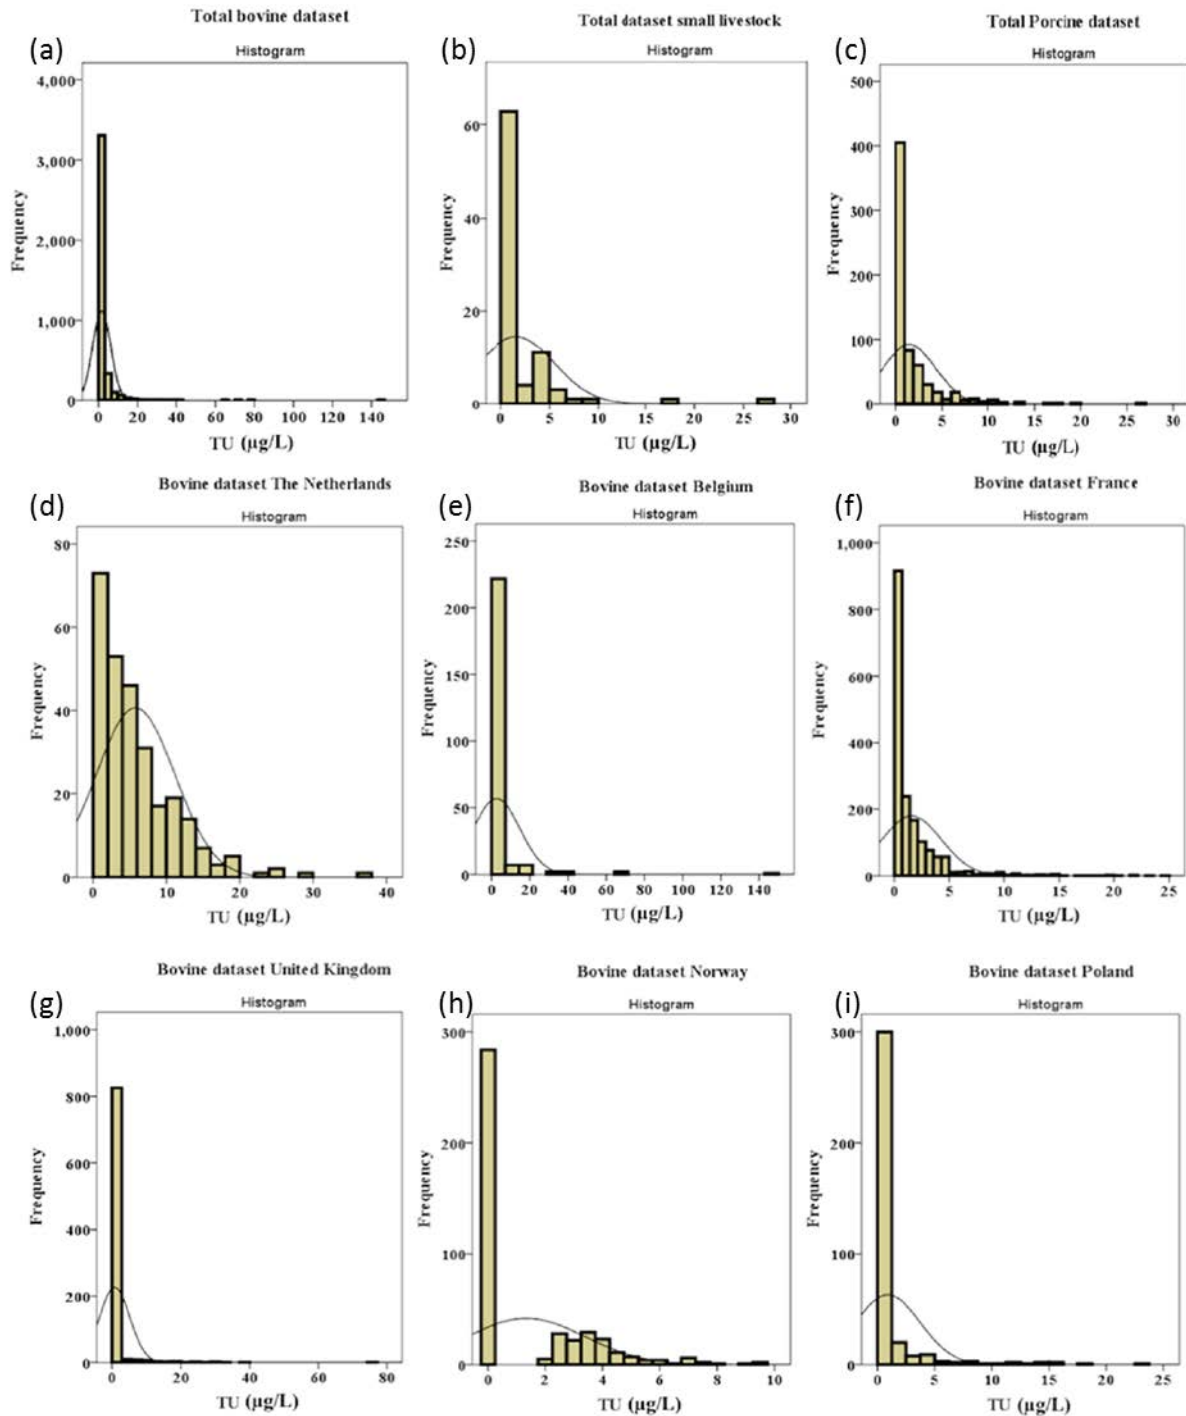 Total bovine dataset
(a)
Histogram
4,000
3,000
2,000
1,000
0
Frequency
0 20 40 60 80 100 120 140
TU (µg/L)
Total dataset small livestock
(b)
Histogram
60
40
20
0
Frequency
0 5 10 15 20 25 30
TU (µg/L)
Total Porcine dataset
(c)
Histogram
500
400
300
200
100
0
Frequency
0 5 10 15 20 25 30
TU (µg/L)
Bovine dataset The Netherlands
(d)
Histogram
80
60
40
20
0
Frequency
0 10 20 30 40
TU (µg/L)
Bovine dataset Belgium
(e)
Histogram
250
200
150
100
50
0
Frequency
0 20 40 60 80 100 120 140
TU (µg/L)
Bovine dataset France
(f)
Histogram
1,000
800
600
400
200
0
Frequency
0 5 10 15 20 25
TU (µg/L)
Bovine dataset United Kingdom
(g)
Histogram
1,000
800
600
400
200
0
Frequency
0 20 40 60 80
TU (µg/L)
Bovine dataset Norway
(h)
Histogram
300
200
100
0
Frequency
0 2 4 6 8 10
TU (µg/L)
Bovine dataset Poland
(i)
Histogram
300
200
100
0
Frequency
0 5 10 15 20 25
TU (µg/L)